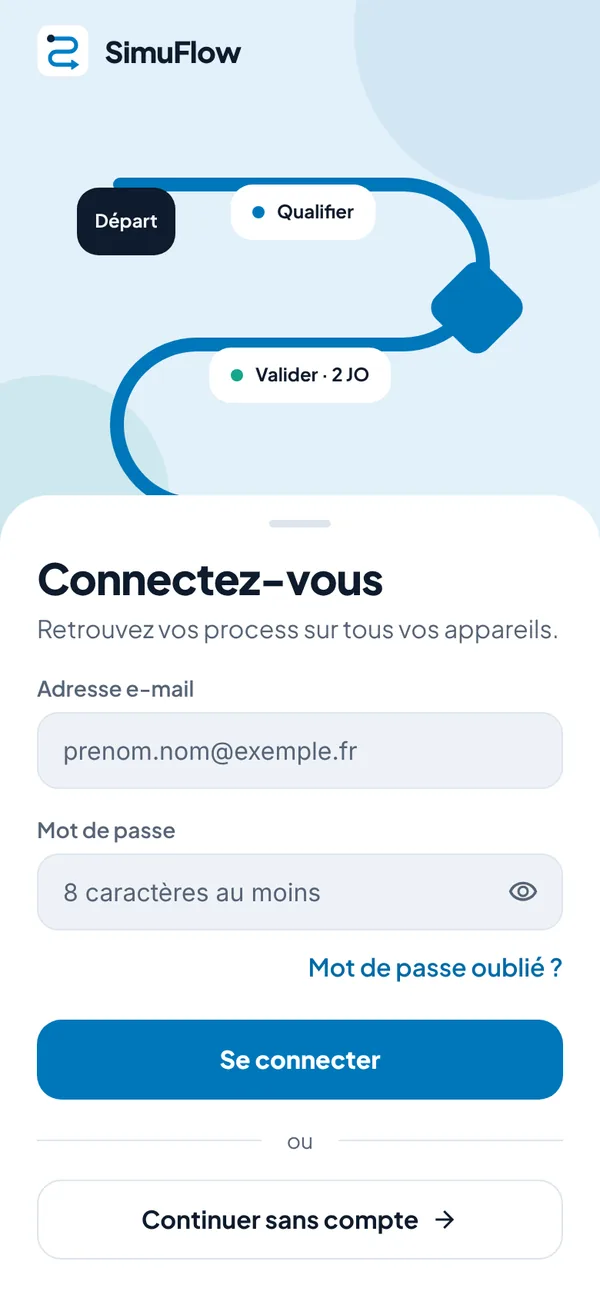 SimuFlow
Départ
Qualifier
Valider · 2 JO
Connectez-vous
Retrouvez vos process sur tous vos appareils.
Adresse e-mail
prenom.nom@exemple.fr
Mot de passe
8 caractères au moins
Mot de passe oublié ?
Se connecter
ou
Continuer sans compte →